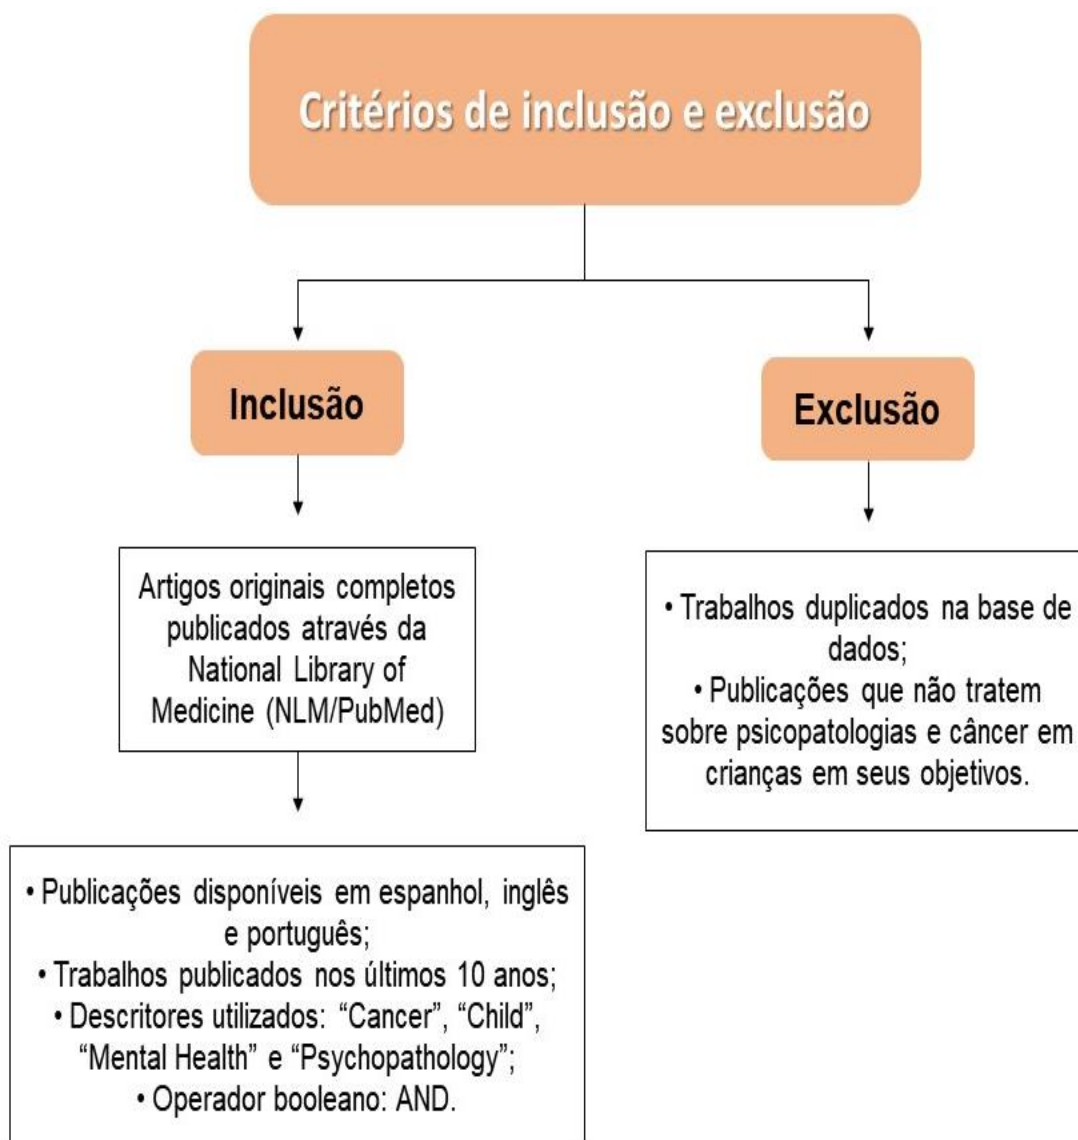 Critérios de inclusão e exclusão
Inclusão
Exclusão
Artigos originais completos
publicados através da
National Library of
Medicine (NLM/PubMed)
• Trabalhos duplicados na base de
dados;
• Publicações que não tratem
sobre psicopatologias e câncer em
crianças em seus objetivos.
• Publicações disponíveis em espanhol, inglês
e português;
• Trabalhos publicados nos últimos 10 anos;
• Descritores utilizados: “Cancer”, “Child”,
“Mental Health” e “Psychopathology”;
• Operador booleano: AND.